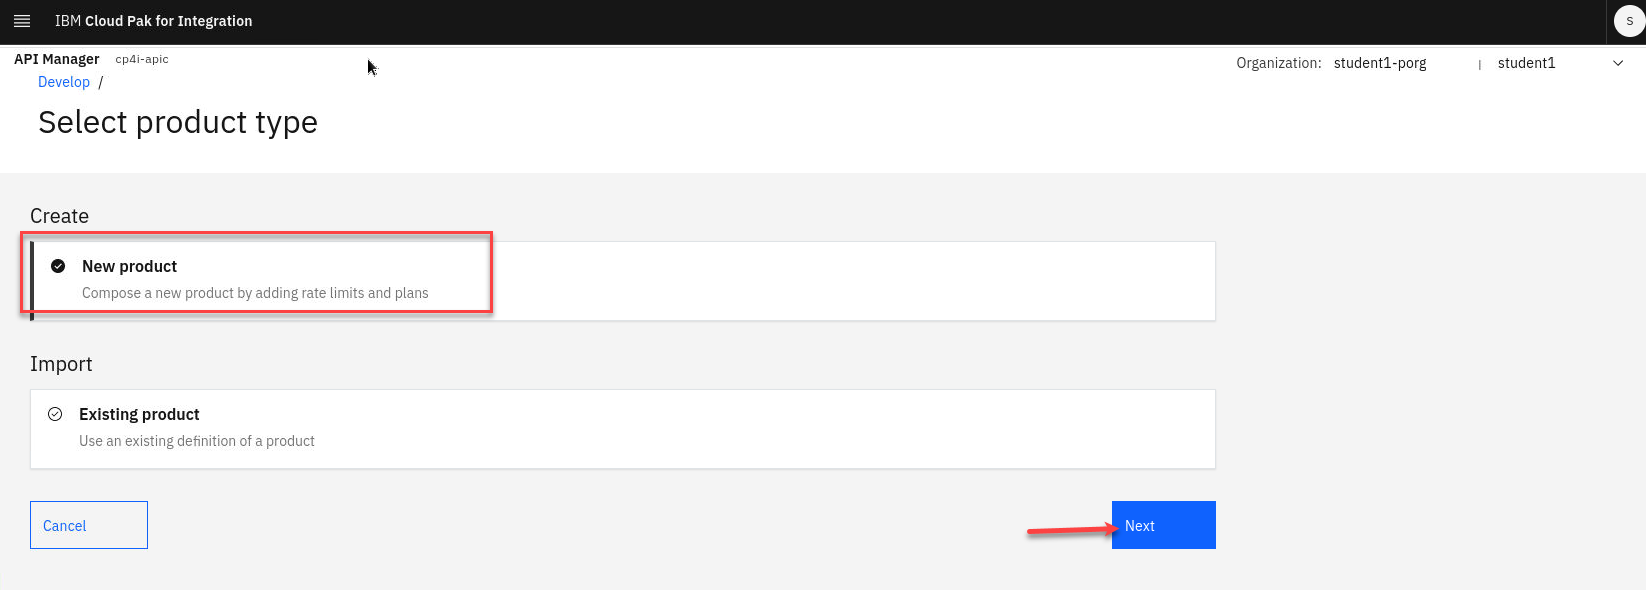 IBM Cloud Pak for Integration
S
API Manager cp4i-apic
Organization: student1-porg | student1
Develop /
Select product type
Create
New product
Compose a new product by adding rate limits and plans
Import
Existing product
Use an existing definition of a product
Cancel
Next